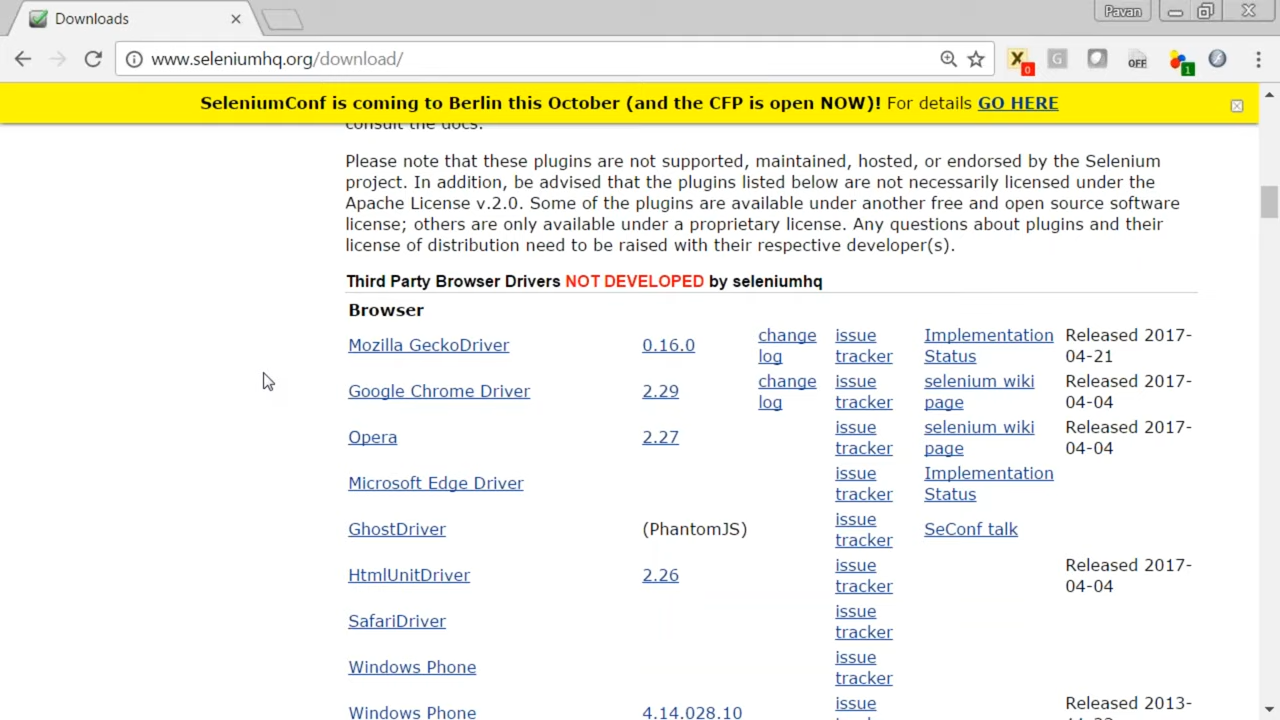 Downloads
Pavan
www.seleniumhq.org/download/
X
0
G
OFF
1
SeleniumConf is coming to Berlin this October (and the CFP is open NOW)! For details GO HERE
consult the docs.
Please note that these plugins are not supported, maintained, hosted, or endorsed by the Selenium
project. In addition, be advised that the plugins listed below are not necessarily licensed under the
Apache License v.2.0. Some of the plugins are available under another free and open source software
license; others are only available under a proprietary license. Any questions about plugins and their
license of distribution need to be raised with their respective developer(s).
Third Party Browser Drivers NOT DEVELOPED by seleniumhq
Browser
Mozilla GeckoDriver 0.16.0 change log issue tracker Implementation Status Released 2017-04-21
Google Chrome Driver 2.29 change log issue tracker selenium wiki page Released 2017-04-04
Opera 2.27 issue tracker selenium wiki page Released 2017-04-04
Microsoft Edge Driver issue tracker Implementation Status
GhostDriver (PhantomJS) issue tracker SeConf talk
HtmlUnitDriver 2.26 issue tracker Released 2017-04-04
SafariDriver issue tracker
Windows Phone issue tracker
Windows Phone 4.14.028.10 issue Released 2013-